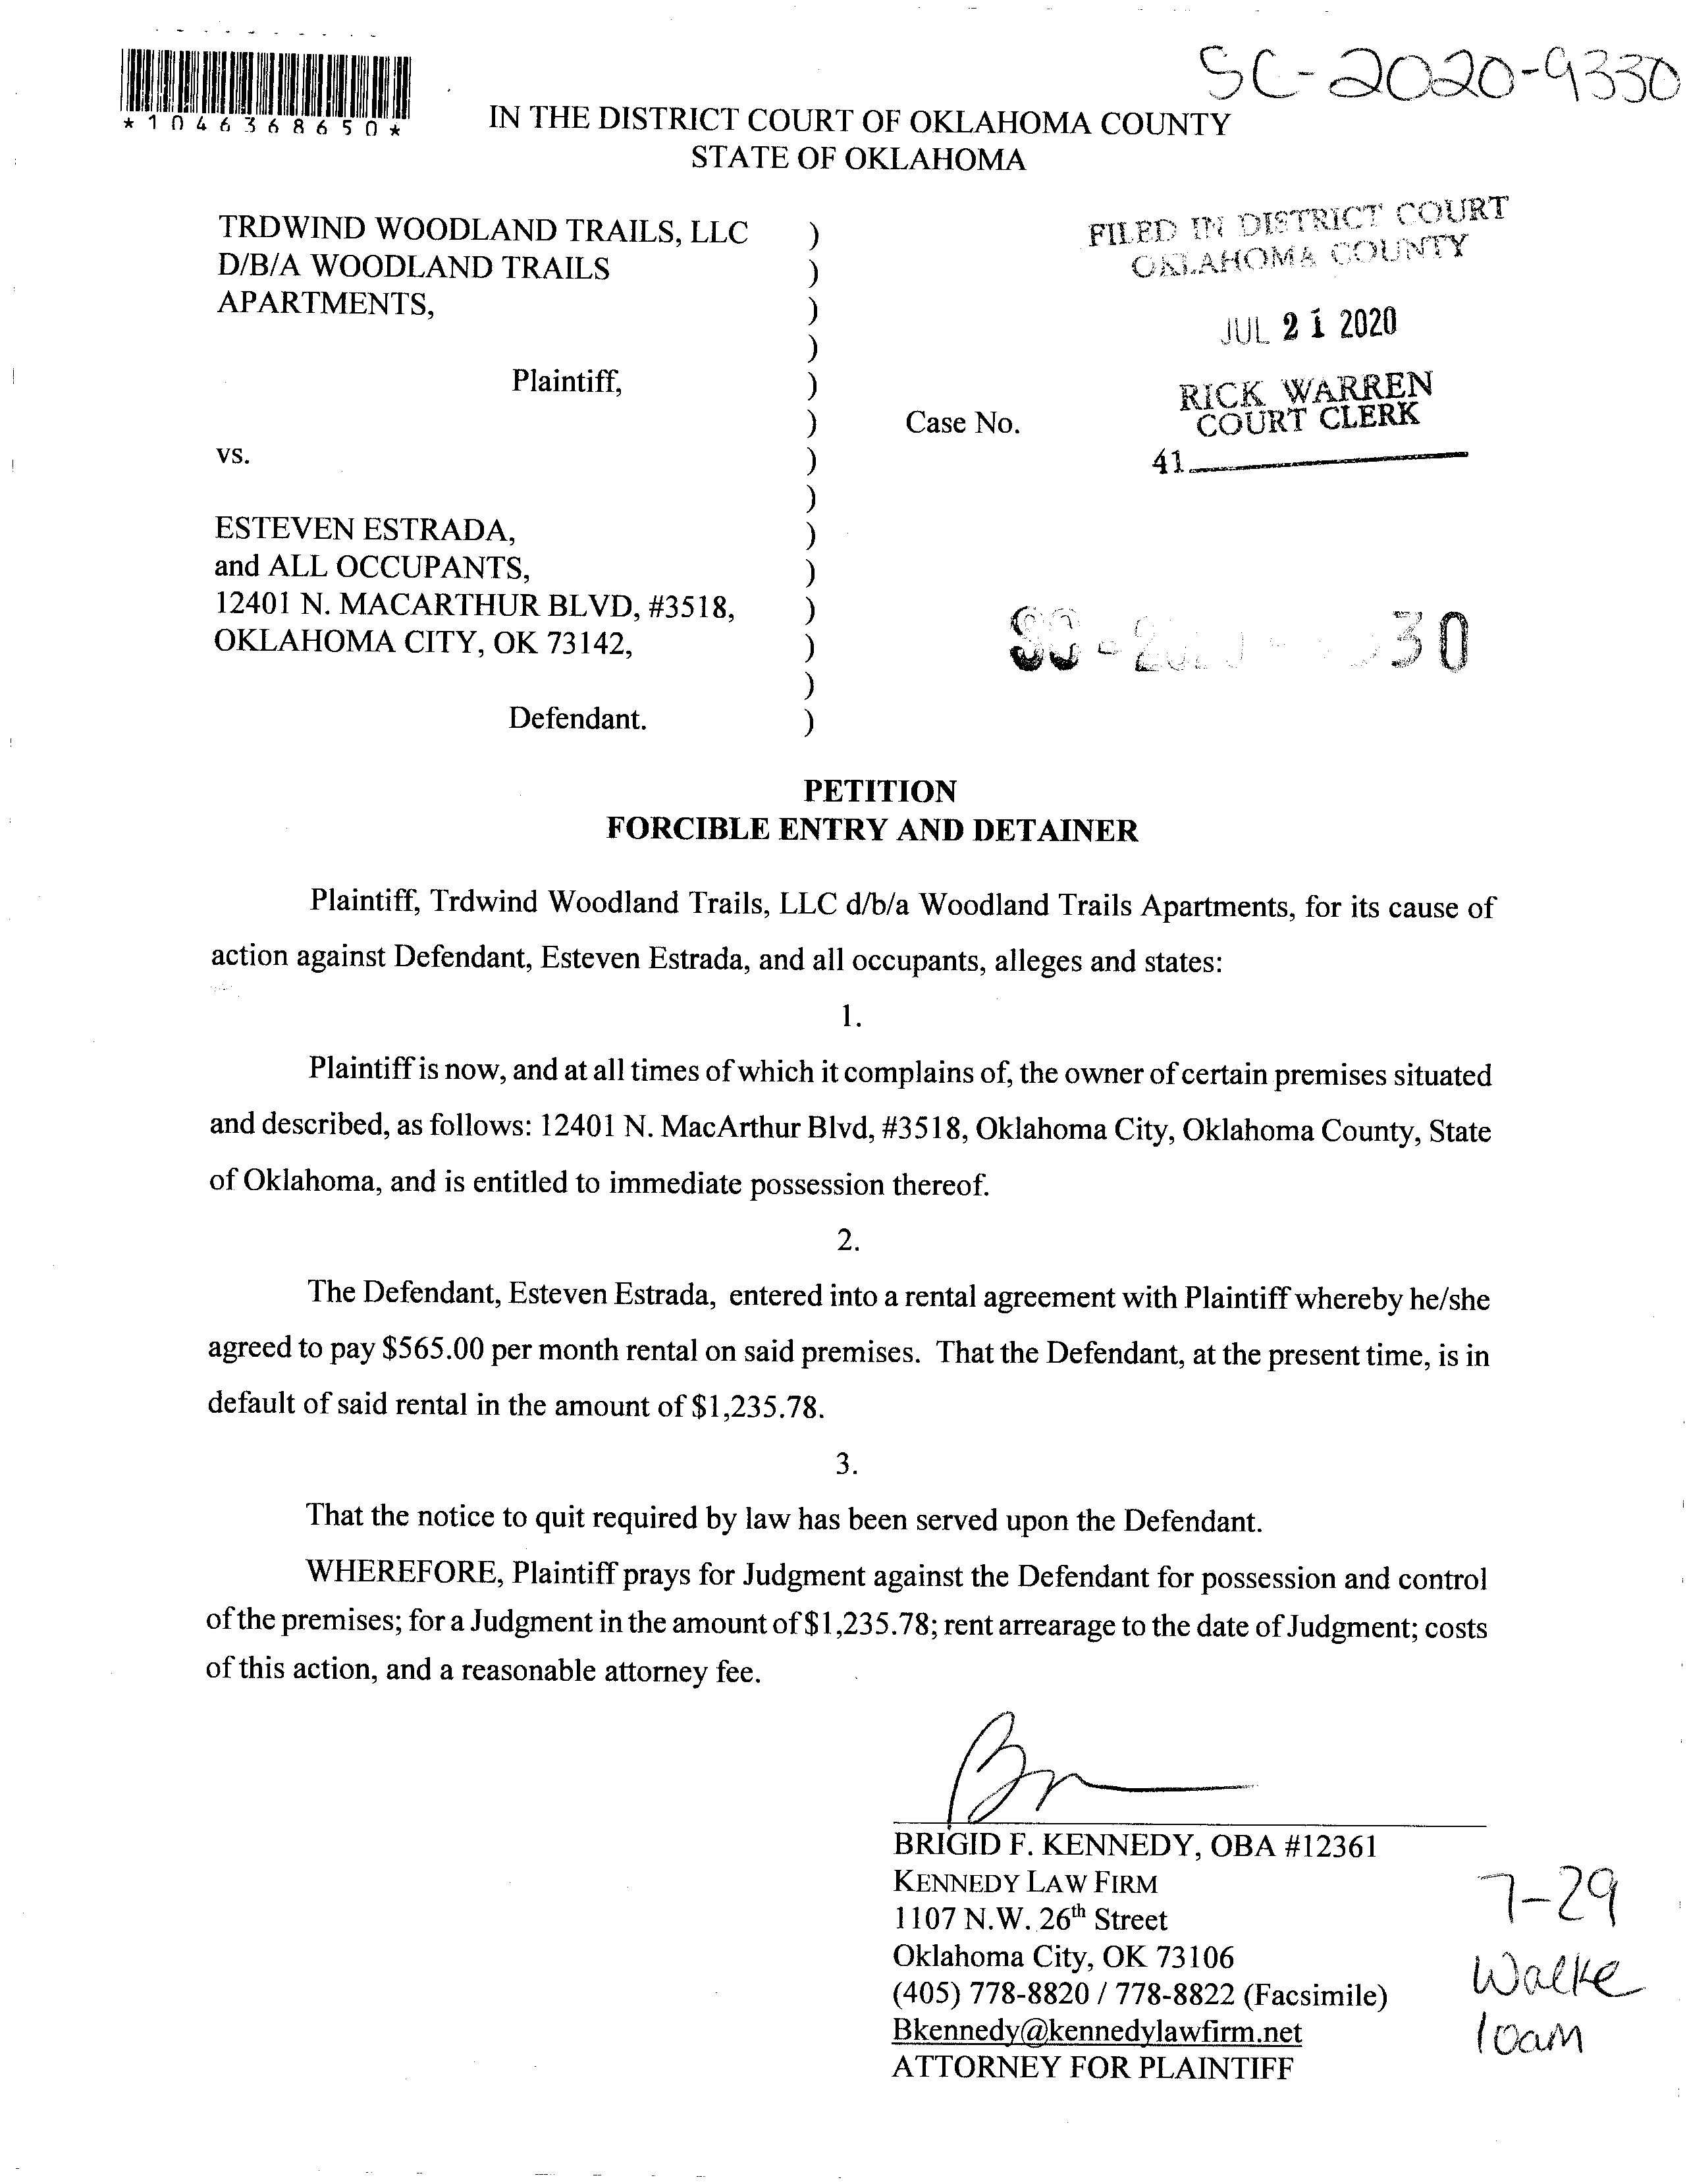 SC-2020-9330
*1046368650*
IN THE DISTRICT COURT OF OKLAHOMA COUNTY
STATE OF OKLAHOMA
TRDWIND WOODLAND TRAILS, LLC )
D/B/A WOODLAND TRAILS )
APARTMENTS, )
)
Plaintiff, )
)
vs. )
)
ESTEVEN ESTRADA, )
and ALL OCCUPANTS, )
12401 N. MACARTHUR BLVD, #3518, )
OKLAHOMA CITY, OK 73142, )
)
Defendant. )
FILED IN DISTRICT COURT
OKLAHOMA COUNTY
JUL 21 2020
RICK WARREN
COURT CLERK
Case No.
41
30
PETITION
FORCIBLE ENTRY AND DETAINER
Plaintiff, Trdwind Woodland Trails, LLC d/b/a Woodland Trails Apartments, for its cause of
action against Defendant, Esteven Estrada, and all occupants, alleges and states:
1.
Plaintiff is now, and at all times of which it complains of, the owner of certain premises situated
and described, as follows: 12401 N. MacArthur Blvd, #3518, Oklahoma City, Oklahoma County, State
of Oklahoma, and is entitled to immediate possession thereof.
2.
The Defendant, Esteven Estrada, entered into a rental agreement with Plaintiff whereby he/she
agreed to pay $565.00 per month rental on said premises. That the Defendant, at the present time, is in
default of said rental in the amount of $1,235.78.
3.
That the notice to quit required by law has been served upon the Defendant.
WHEREFORE, Plaintiff prays for Judgment against the Defendant for possession and control
of the premises; for a Judgment in the amount of $1,235.78; rent arrearage to the date of Judgment; costs
of this action, and a reasonable attorney fee.
BRIGID F. KENNEDY, OBA #12361
KENNEDY LAW FIRM
1107 N.W. 26th Street
Oklahoma City, OK 73106
(405) 778-8820 / 778-8822 (Facsimile)
Bkennedy@kennedylawfirm.net
ATTORNEY FOR PLAINTIFF
7-29
Walke
10am